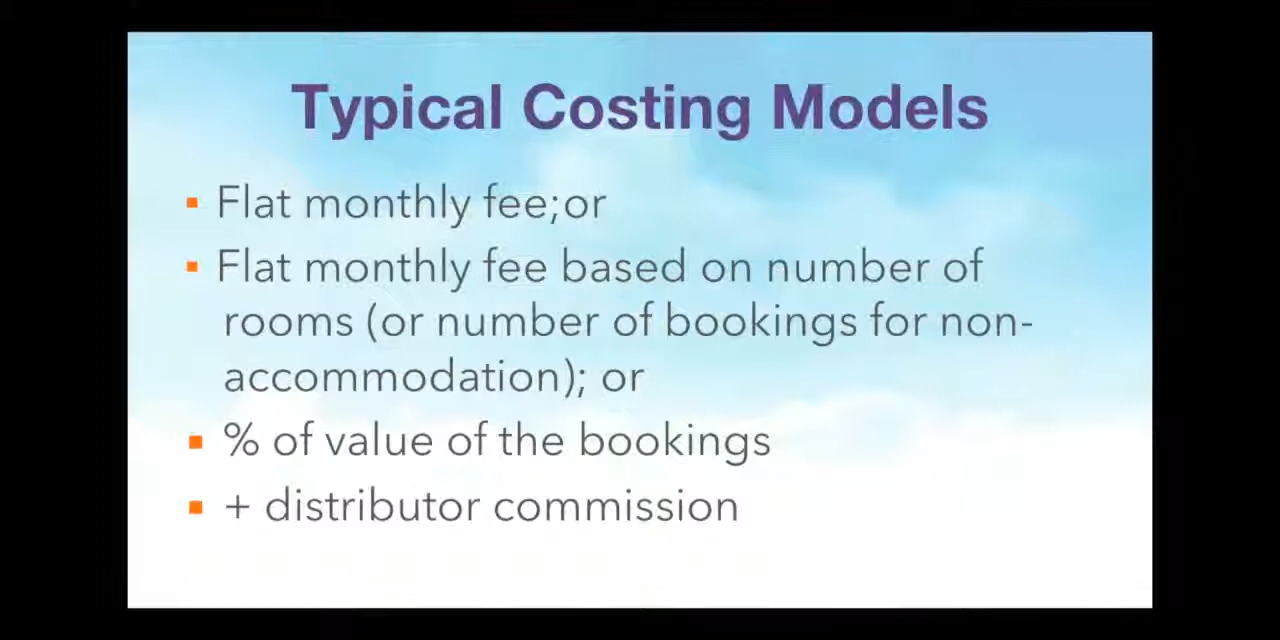 Typical Costing Models
▪ Flat monthly fee;or
▪ Flat monthly fee based on number of
rooms (or number of bookings for non-
accommodation); or
▪ % of value of the bookings
▪ + distributor commission